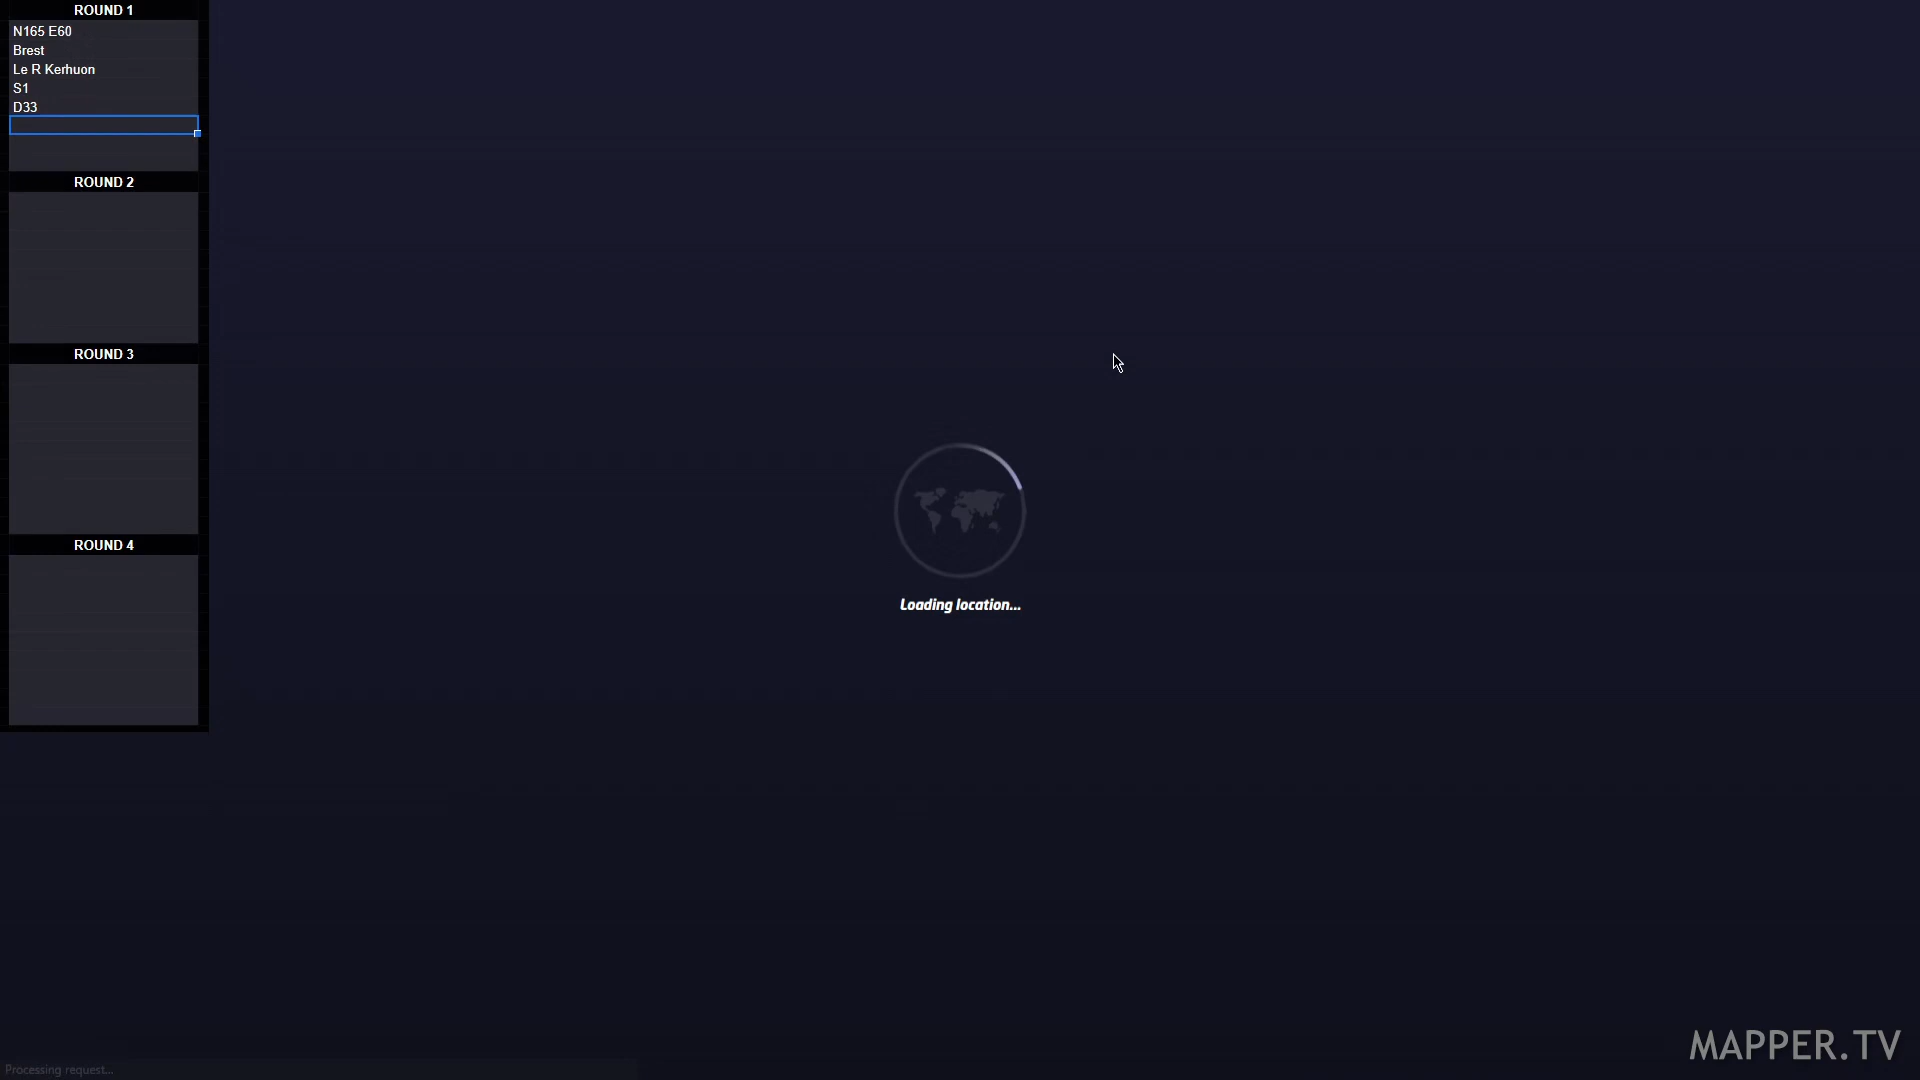 ROUND 1
N165 E60
Brest
Le R Kerhuon
S1
D33
ROUND 2
ROUND 3
ROUND 4
Loading location...
MAPPER.TV
Processing request...